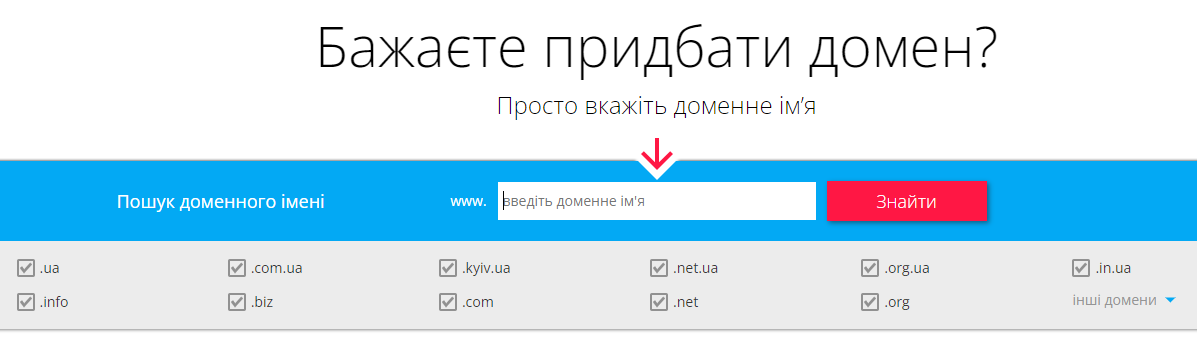 Бажаєте придбати домен?
Просто вкажіть доменне ім’я
Пошук доменного імені www. введіть доменне ім'я Знайти
.ua .com.ua .kyiv.ua .net.ua .org.ua .in.ua
.info .biz .com .net .org інші домени